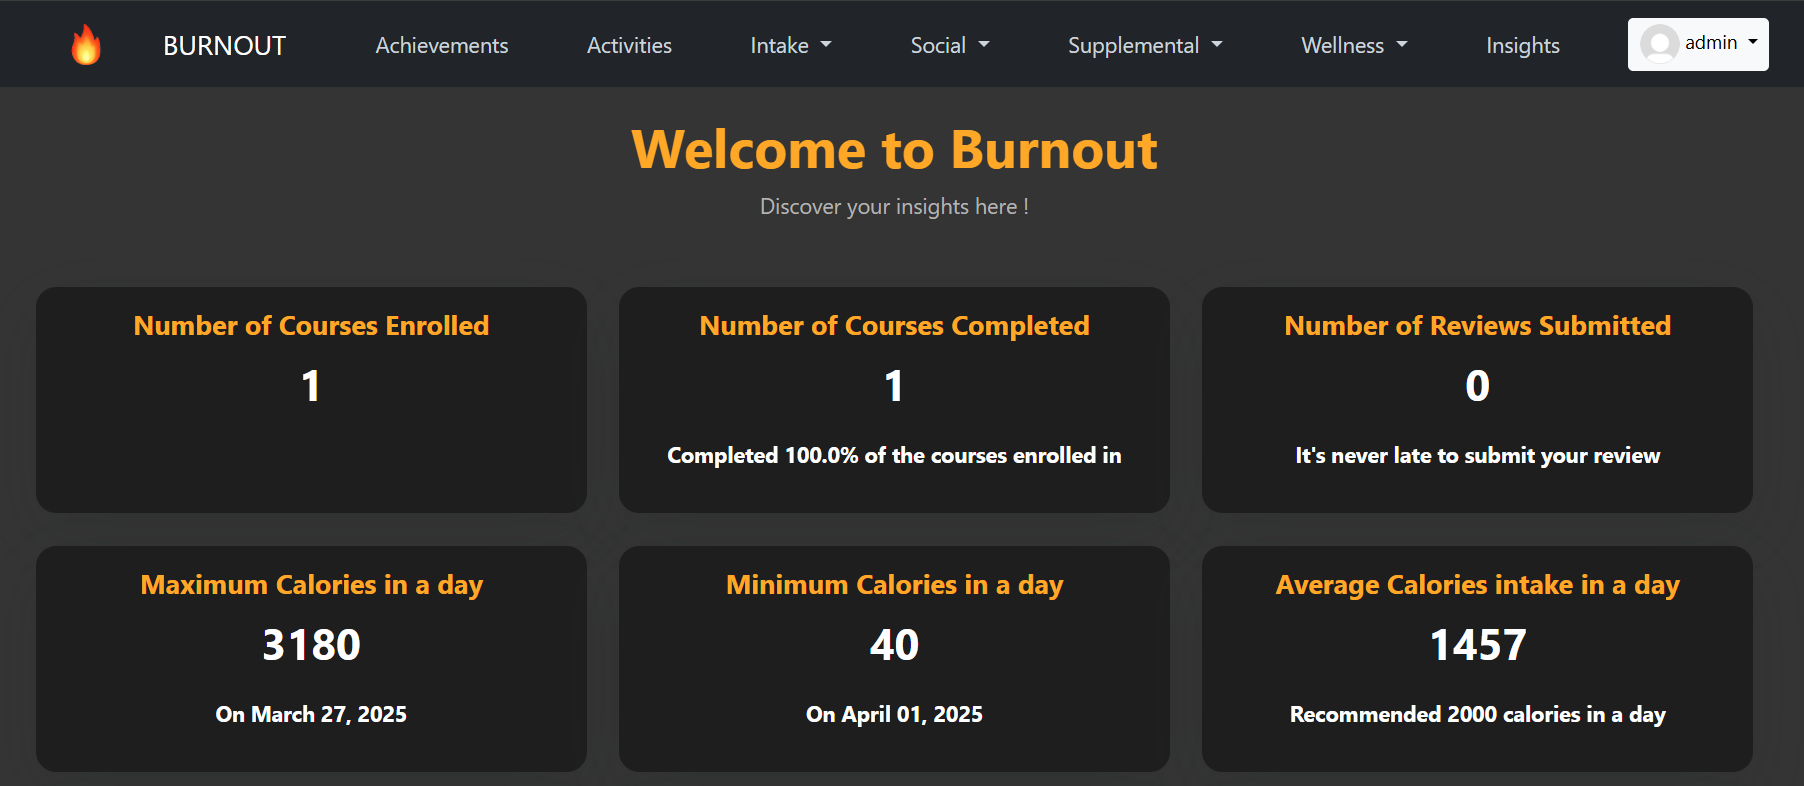 BURNOUT Achievements Activities Intake Social Supplemental Wellness Insights admin
Welcome to Burnout
Discover your insights here !
Number of Courses Enrolled
1
Number of Courses Completed
1
Completed 100.0% of the courses enrolled in
Number of Reviews Submitted
0
It's never late to submit your review
Maximum Calories in a day
3180
On March 27, 2025
Minimum Calories in a day
40
On April 01, 2025
Average Calories intake in a day
1457
Recommended 2000 calories in a day